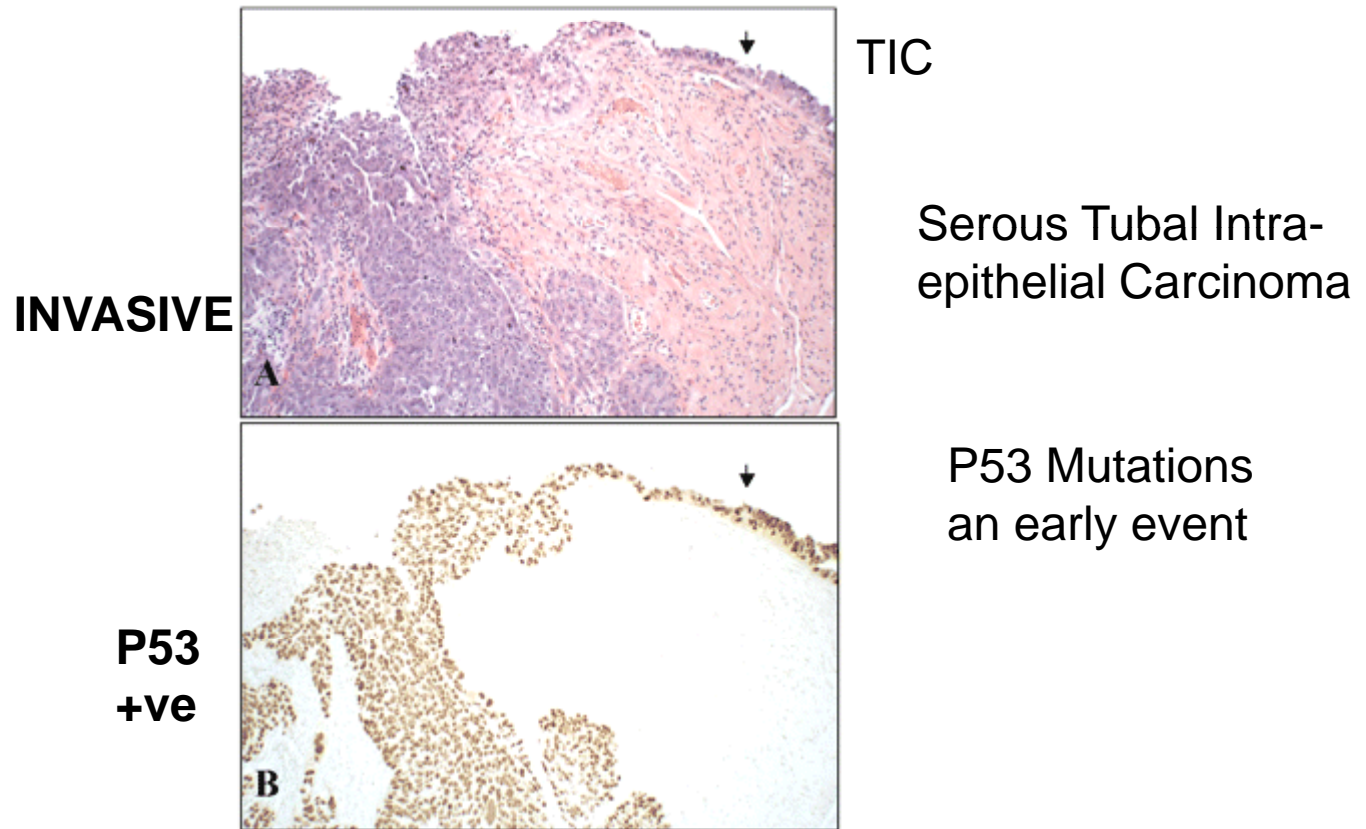 TIC
Serous Tubal Intra-
epithelial Carcinoma
INVASIVE
A
P53 Mutations
an early event
P53
+ve
B